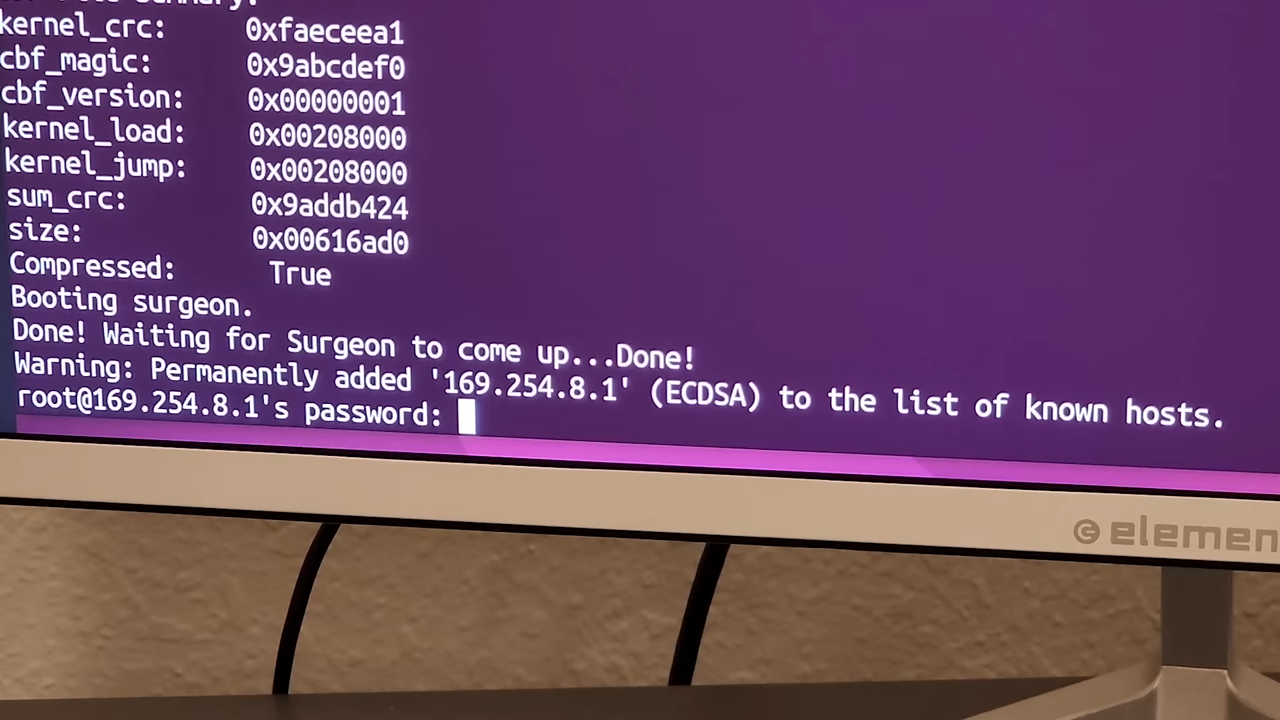 kernel_crc: 0xfaeceea1
cbf_magic: 0x9abcdef0
cbf_version: 0x00000001
kernel_load: 0x00208000
kernel_jump: 0x00208000
sum_crc: 0x9addb424
size: 0x00616ad0
Compressed: True
Booting surgeon.
Done! Waiting for Surgeon to come up...Done!
Warning: Permanently added '169.254.8.1' (ECDSA) to the list of known hosts.
root@169.254.8.1's password:
elemen